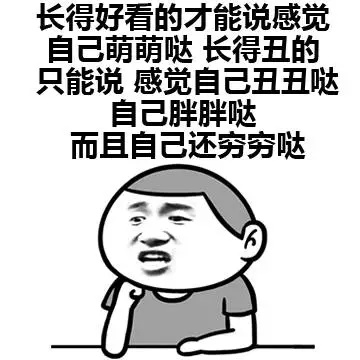 长得好看的才能说感觉
自己萌萌哒 长得丑的
只能说 感觉自己丑丑哒
自己胖胖哒
而且自己还穷穷哒